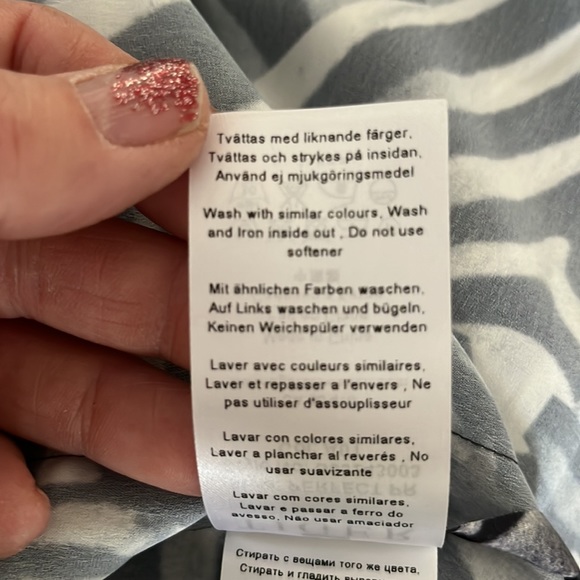 Tvättas med liknande färger.
Tvättas och strykes på insidan.
Använd ej mjukgöringsmedel
Wash with similar colours, Wash
and Iron inside out , Do not use
softener
Mit ähnlichen Farben waschen,
Auf Links waschen und bügeln,
Keinen Weichspüler verwenden
Laver avec couleurs similaires,
Laver et repasser a l'envers , Ne
pas utiliser d'assouplisseur
Lavar con colores similares,
Laver a planchar al reverés , No
usar suavizante
Lavar com cores similares,
Lavar e passar a ferro do
avesso, Não usar amaciador
Стирать с вещами того же цвета,
Стирать и гладить